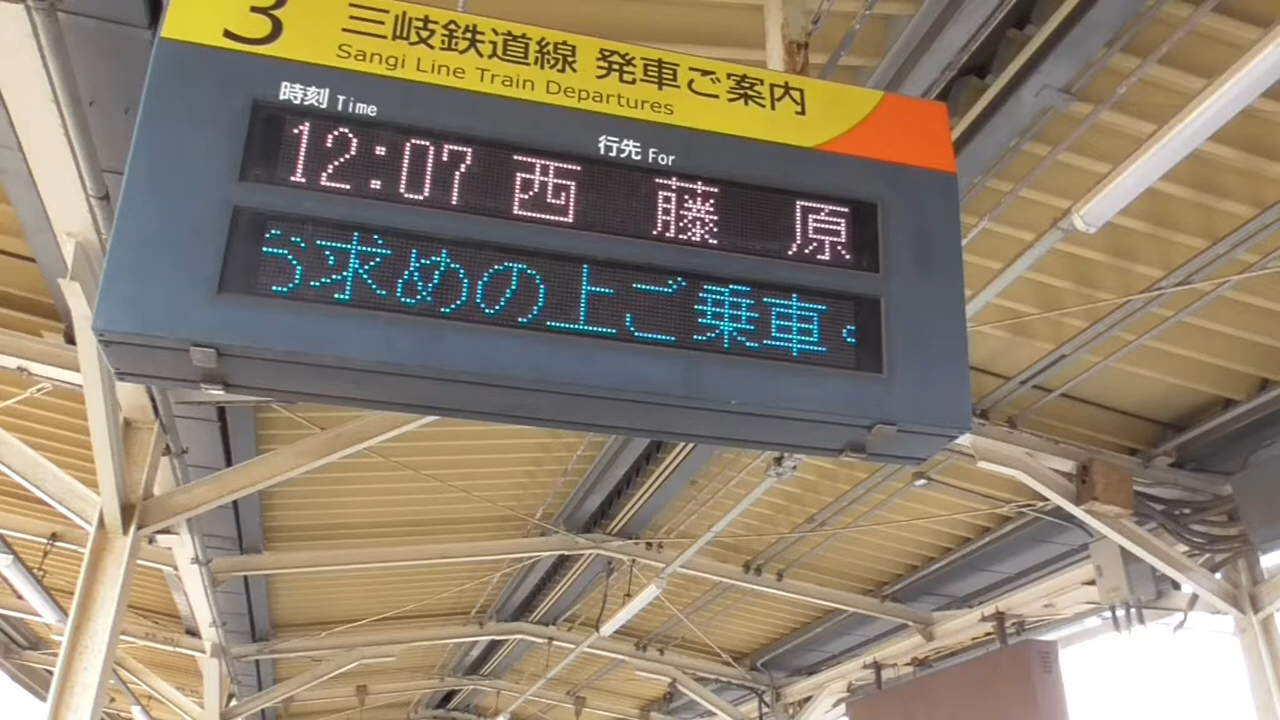 3 三岐鉄道線 発車ご案内
Sangi Line Train Departures
時刻 Time 行先 For
12:07 西 藤 原
求めの上ご乗車